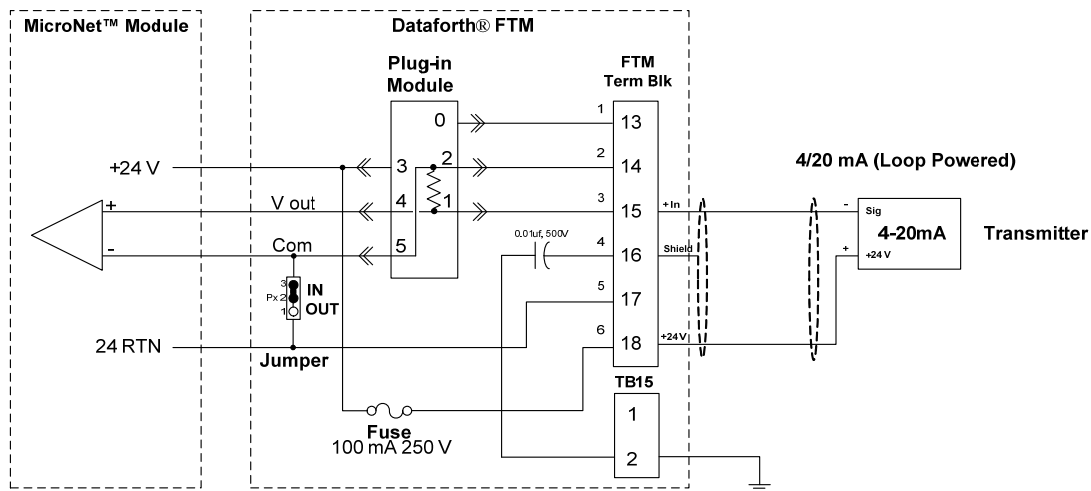 MicroNet™ Module
Dataforth® FTM
Plug-in
Module
FTM
Term Blk
0
1
13
+24 V
3
2
2
14
4/20 mA (Loop Powered)
V out
4
1
3
15
+In
-
Sig
4-20mA
Transmitter
+
+24 V
+
-
Com
5
0.01uf, 500V
4
16
Shield
3
Px 2
1
IN
OUT
5
17
24 RTN
Jumper
6
18
+24V
TB15
1
2
Fuse
100 mA 250 V